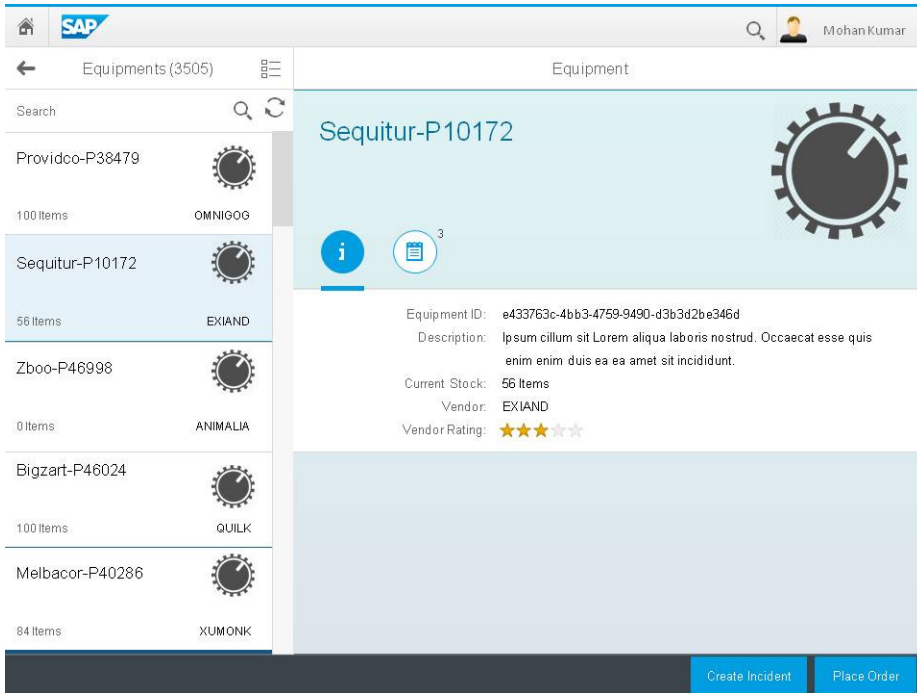 SAP
Mohan Kumar
Equipments (3505)
Equipment
Search
Providco-P38479
100 Items
OMNIGOG
Sequitur-P10172
56 Items
EXIAND
Zboo-P46998
0 Items
ANIMALIA
Bigzart-P46024
100 Items
QUILK
Melbacor-P40286
84 Items
XUMONK
Sequitur-P10172
i
3
Equipment ID: e433763c-4bb3-4759-9490-d3b3d2be346d
Description: Ipsum cillum sit Lorem aliqua laboris nostrud. Occaecat esse quis
enim enim duis ea ea amet sit incididunt.
Current Stock: 56 Items
Vendor: EXIAND
Vendor Rating:
Create Incident
Place Order